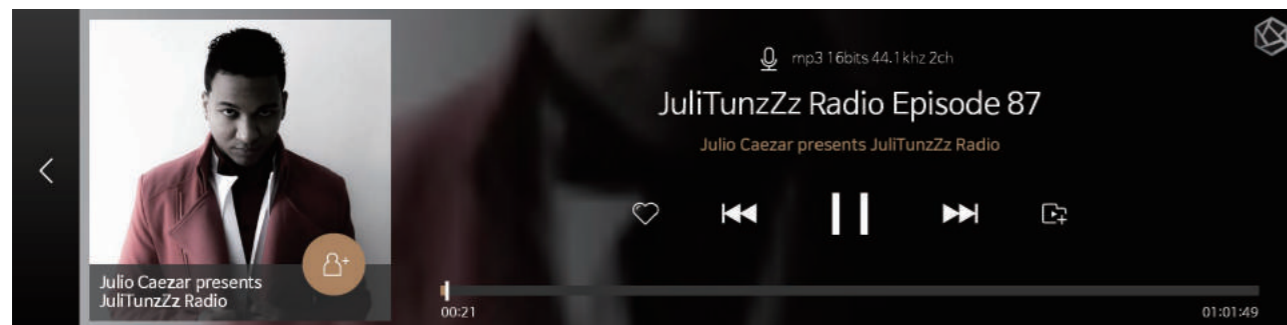 mp3 16bits 44.1khz 2ch
JuliTunzZz Radio Episode 87
Julio Caezar presents JuliTunzZz Radio
Julio Caezar presents
JuliTunzZz Radio
00:21
01:01:49